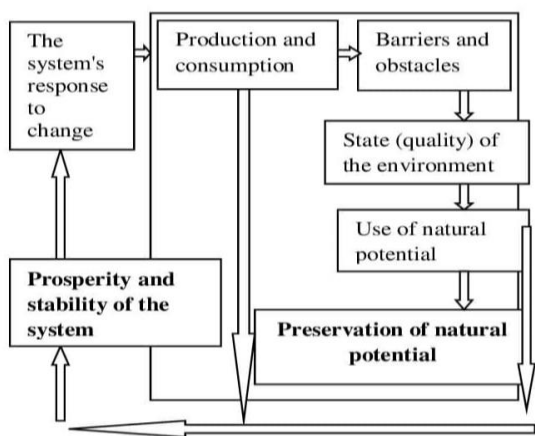 The
system's
response
to
change
Production and
consumption
Barriers and
obstacles
State (quality) of
the environment
Use of natural
potential
Prosperity and
stability of the
system
Preservation of natural
potential